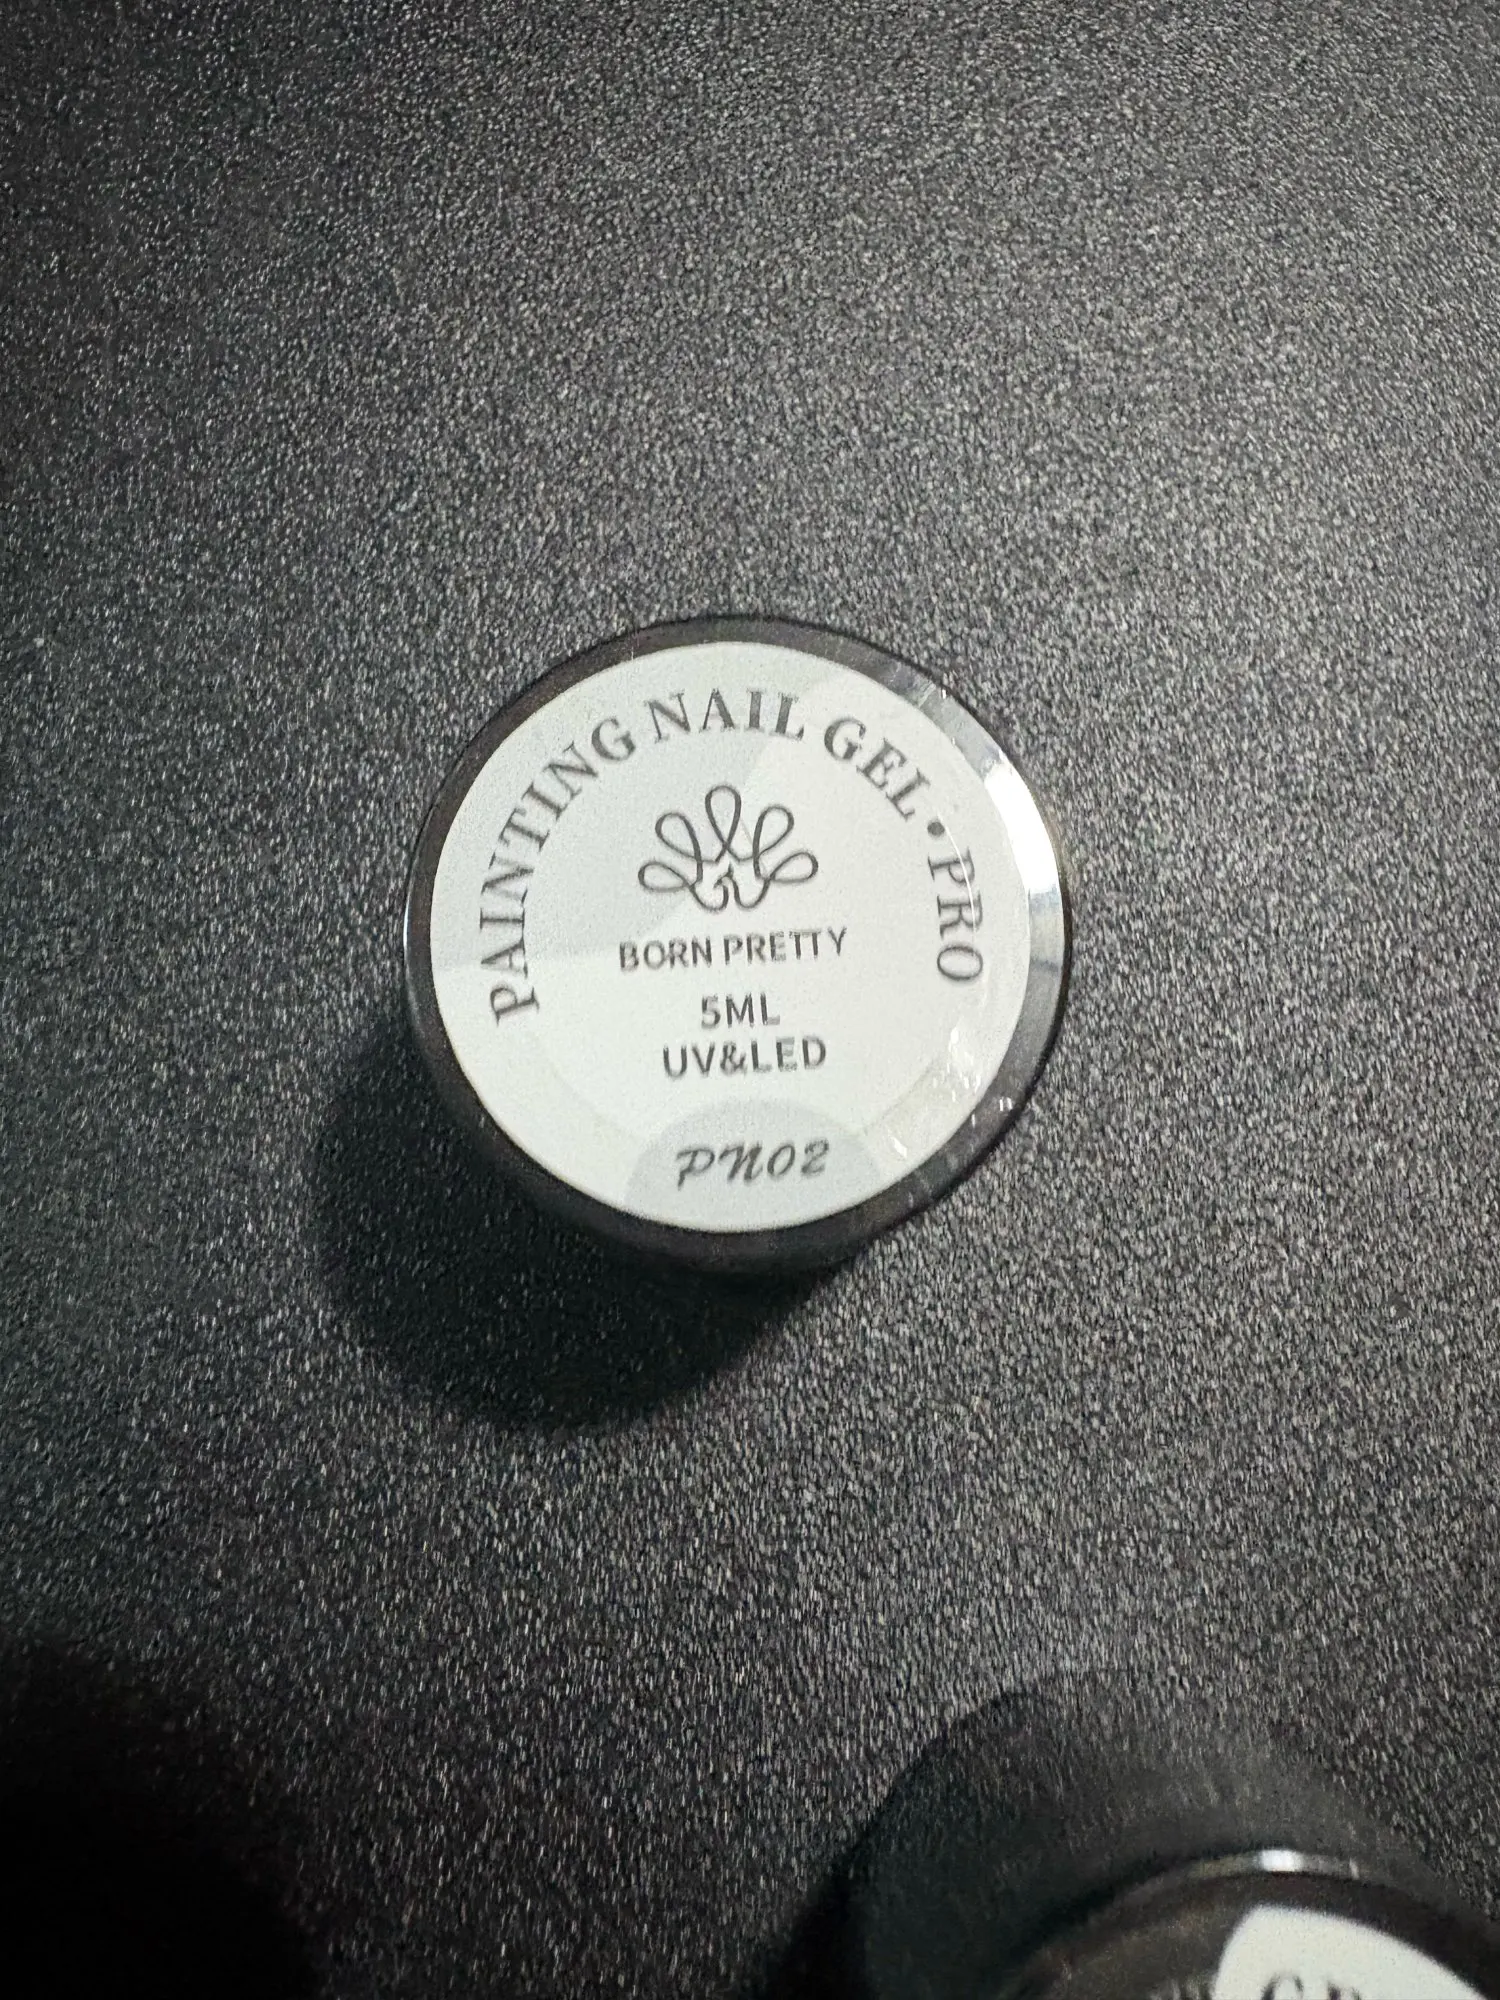 PAINTING NAIL GEL • PRO
BORN PRETTY
5ML
UV&LED
PN02